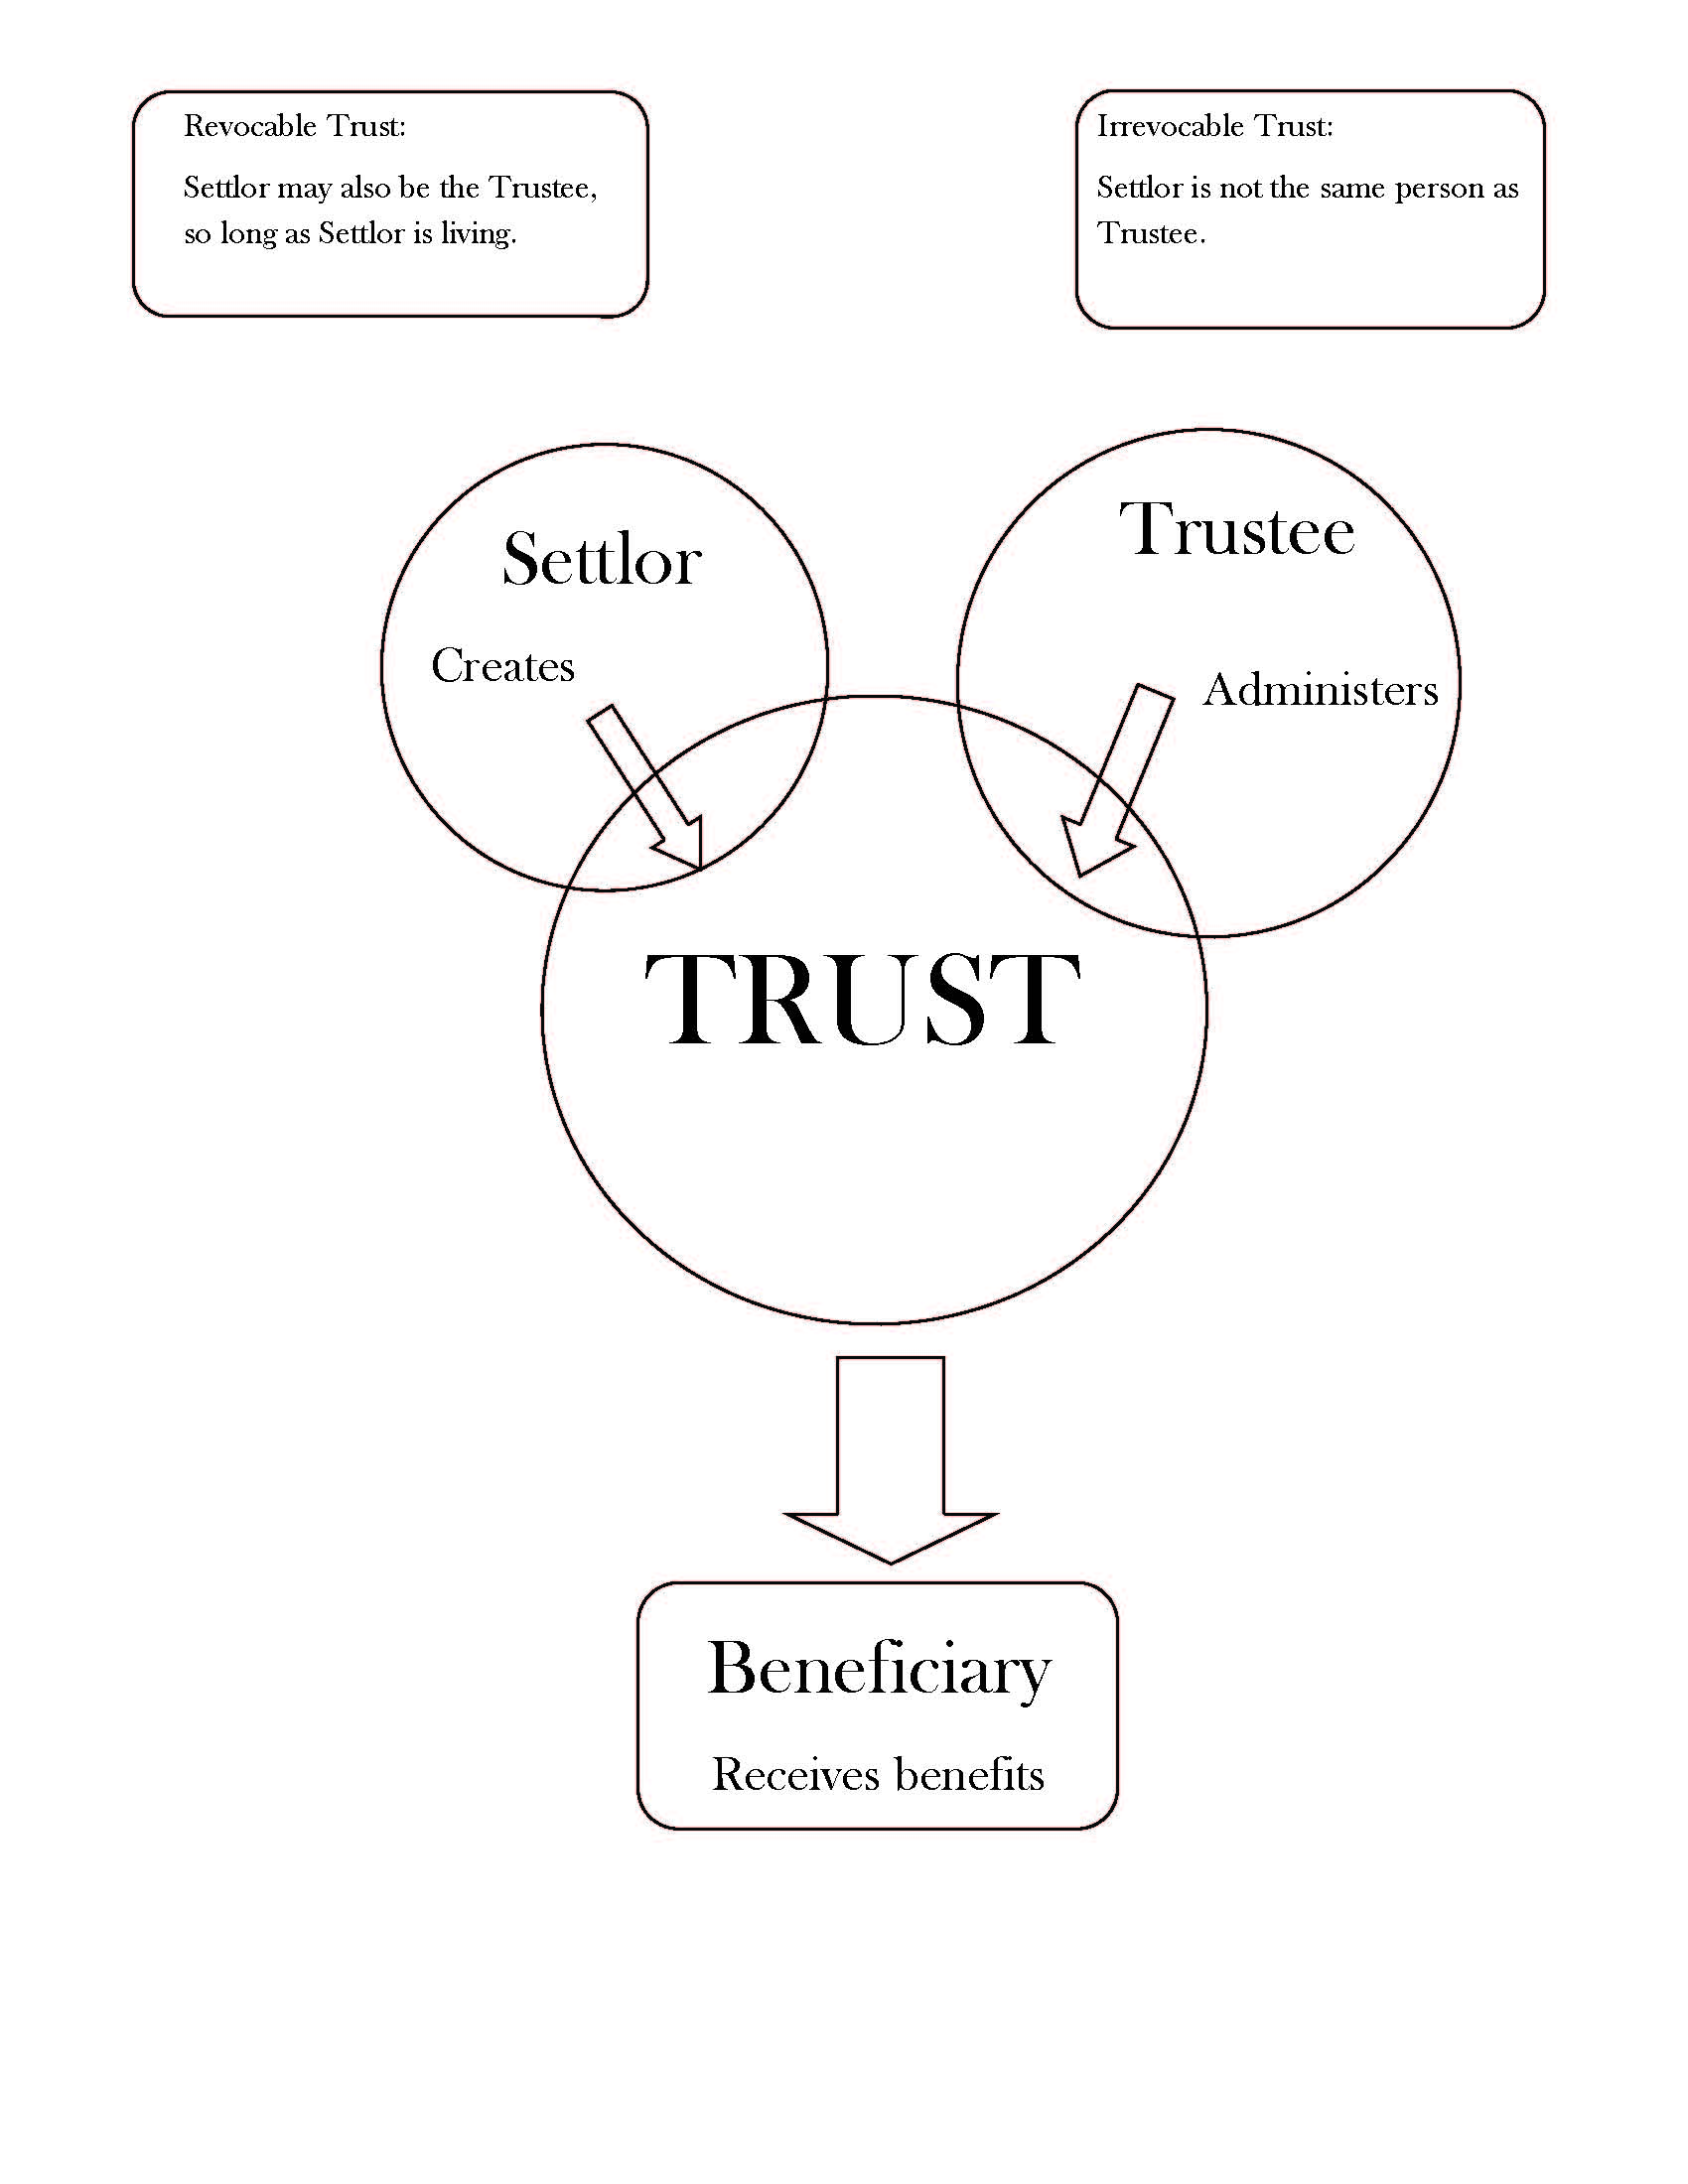 Revocable Trust:
Settlor may also be the Trustee,
so long as Settlor is living.
Irrevocable Trust:
Settlor is not the same person as
Trustee.
Settlor
Creates
Trustee
Administers
TRUST
Beneficiary
Receives benefits